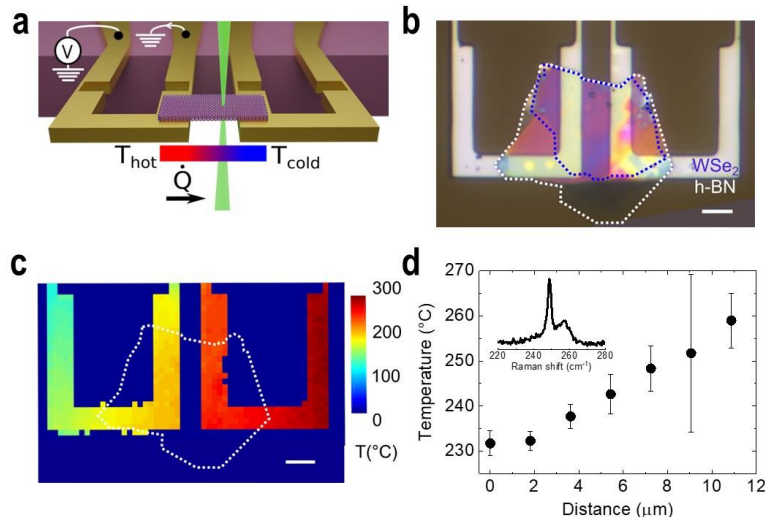 a
V
T_hot
T_cold
Q̇
b
WSe₂
h-BN
c
300
200
100
0
T(°C)
d
Temperature (°C)
270
260
250
240
230
220 240 260 280
Raman shift (cm⁻¹)
0 2 4 6 8 10 12
Distance (μm)